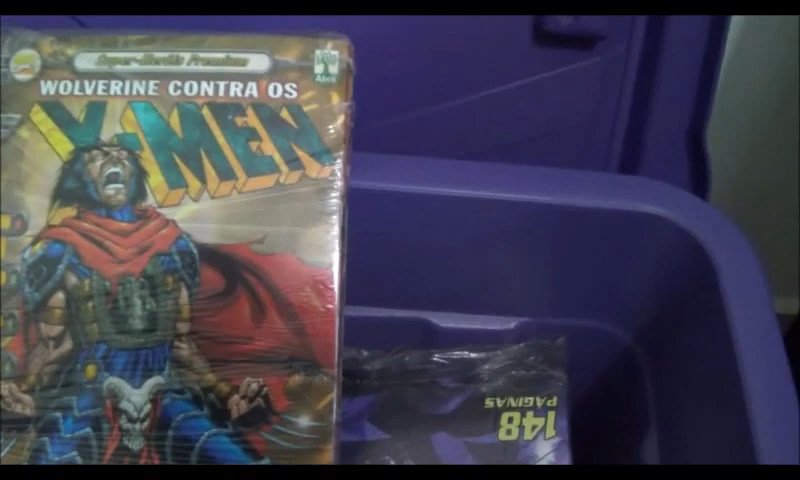 Super-Heróis Premium
Abril
WOLVERINE CONTRA OS
X-MEN
148
PÁGINAS